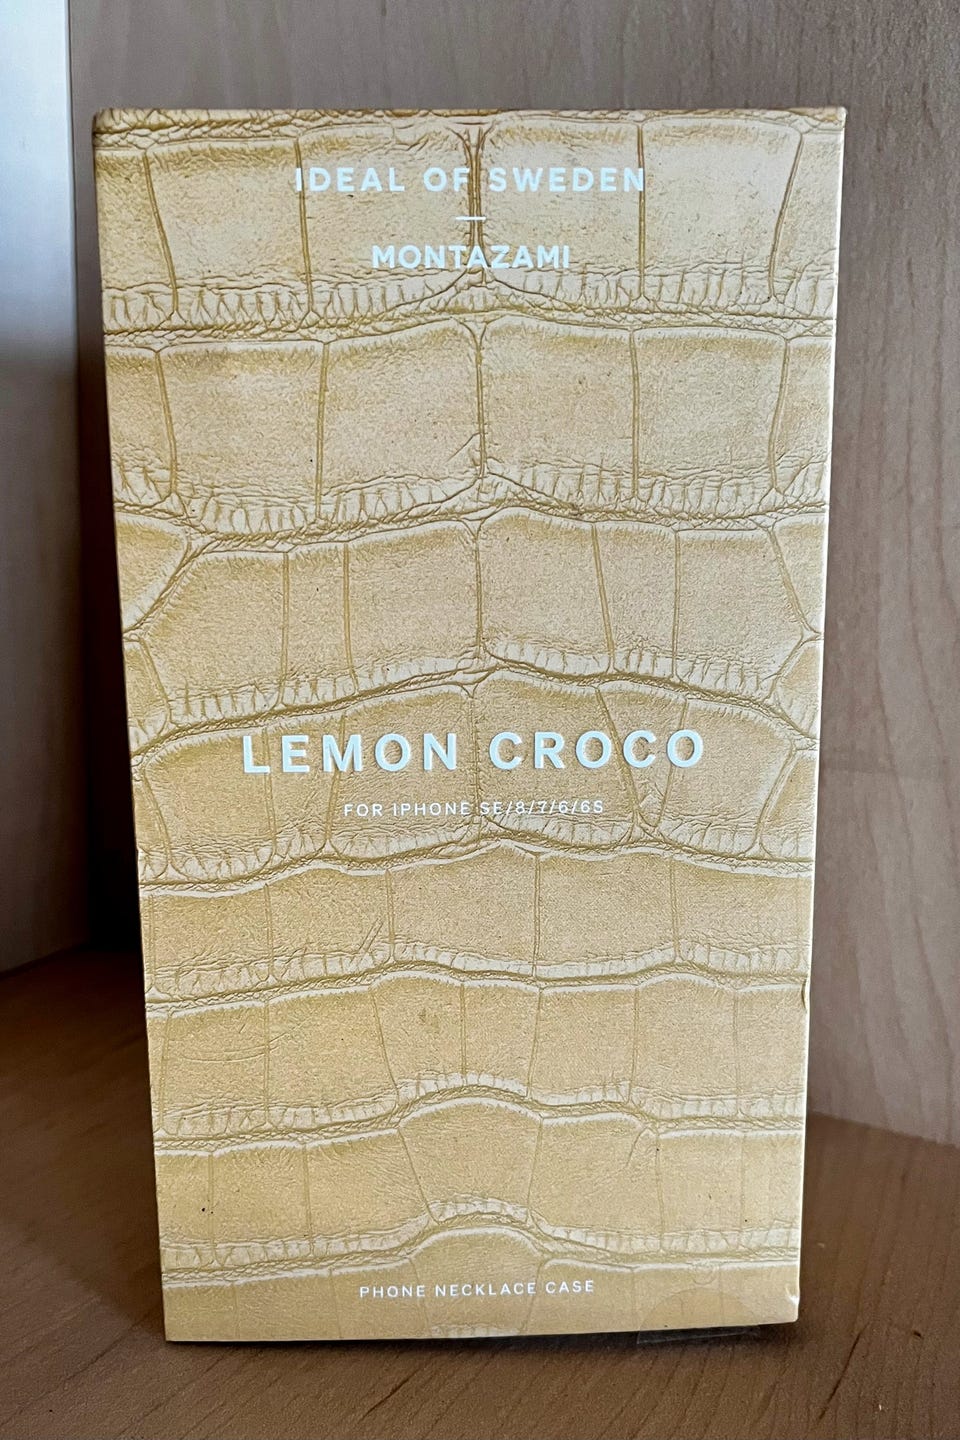 IDEAL OF SWEDEN
MONTAZAMI
LEMON CROCO
FOR IPHONE SE/8/7/6/6S
PHONE NECKLACE CASE